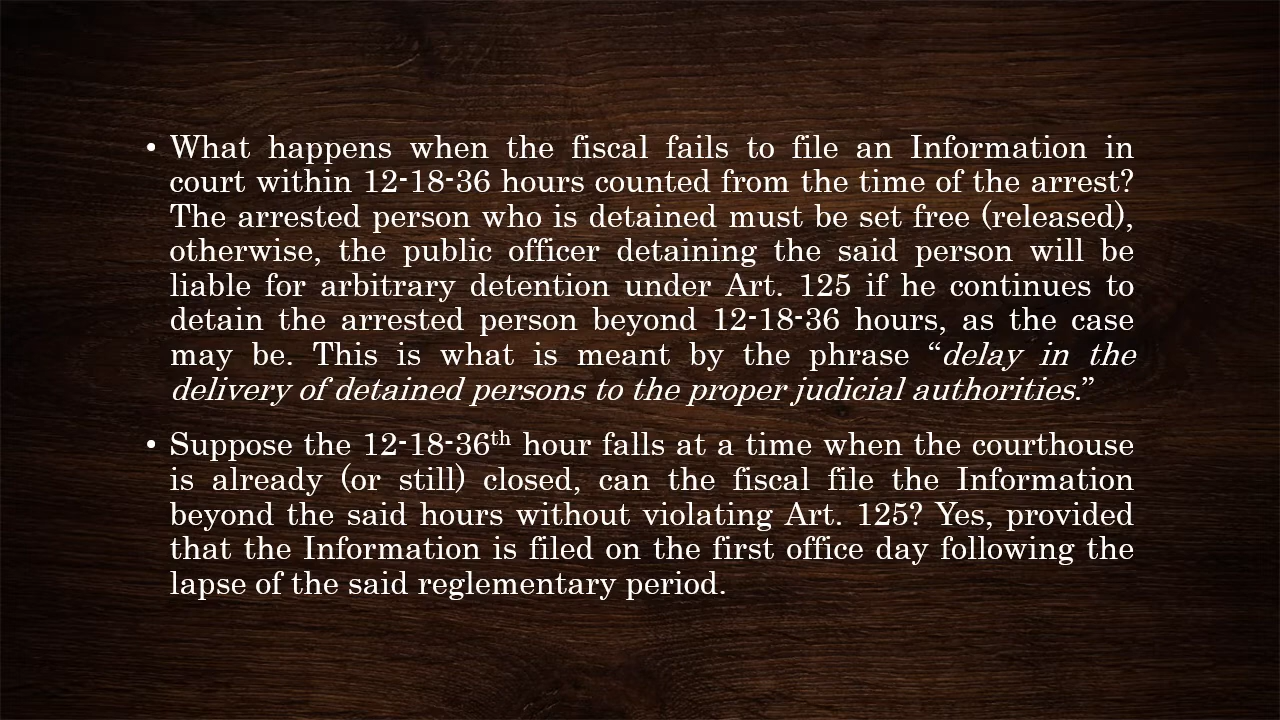 • What happens when the fiscal fails to file an Information in
court within 12-18-36 hours counted from the time of the arrest?
The arrested person who is detained must be set free (released),
otherwise, the public officer detaining the said person will be
liable for arbitrary detention under Art. 125 if he continues to
detain the arrested person beyond 12-18-36 hours, as the case
may be. This is what is meant by the phrase “delay in the
delivery of detained persons to the proper judicial authorities.”
• Suppose the 12-18-36th hour falls at a time when the courthouse
is already (or still) closed, can the fiscal file the Information
beyond the said hours without violating Art. 125? Yes, provided
that the Information is filed on the first office day following the
lapse of the said reglementary period.